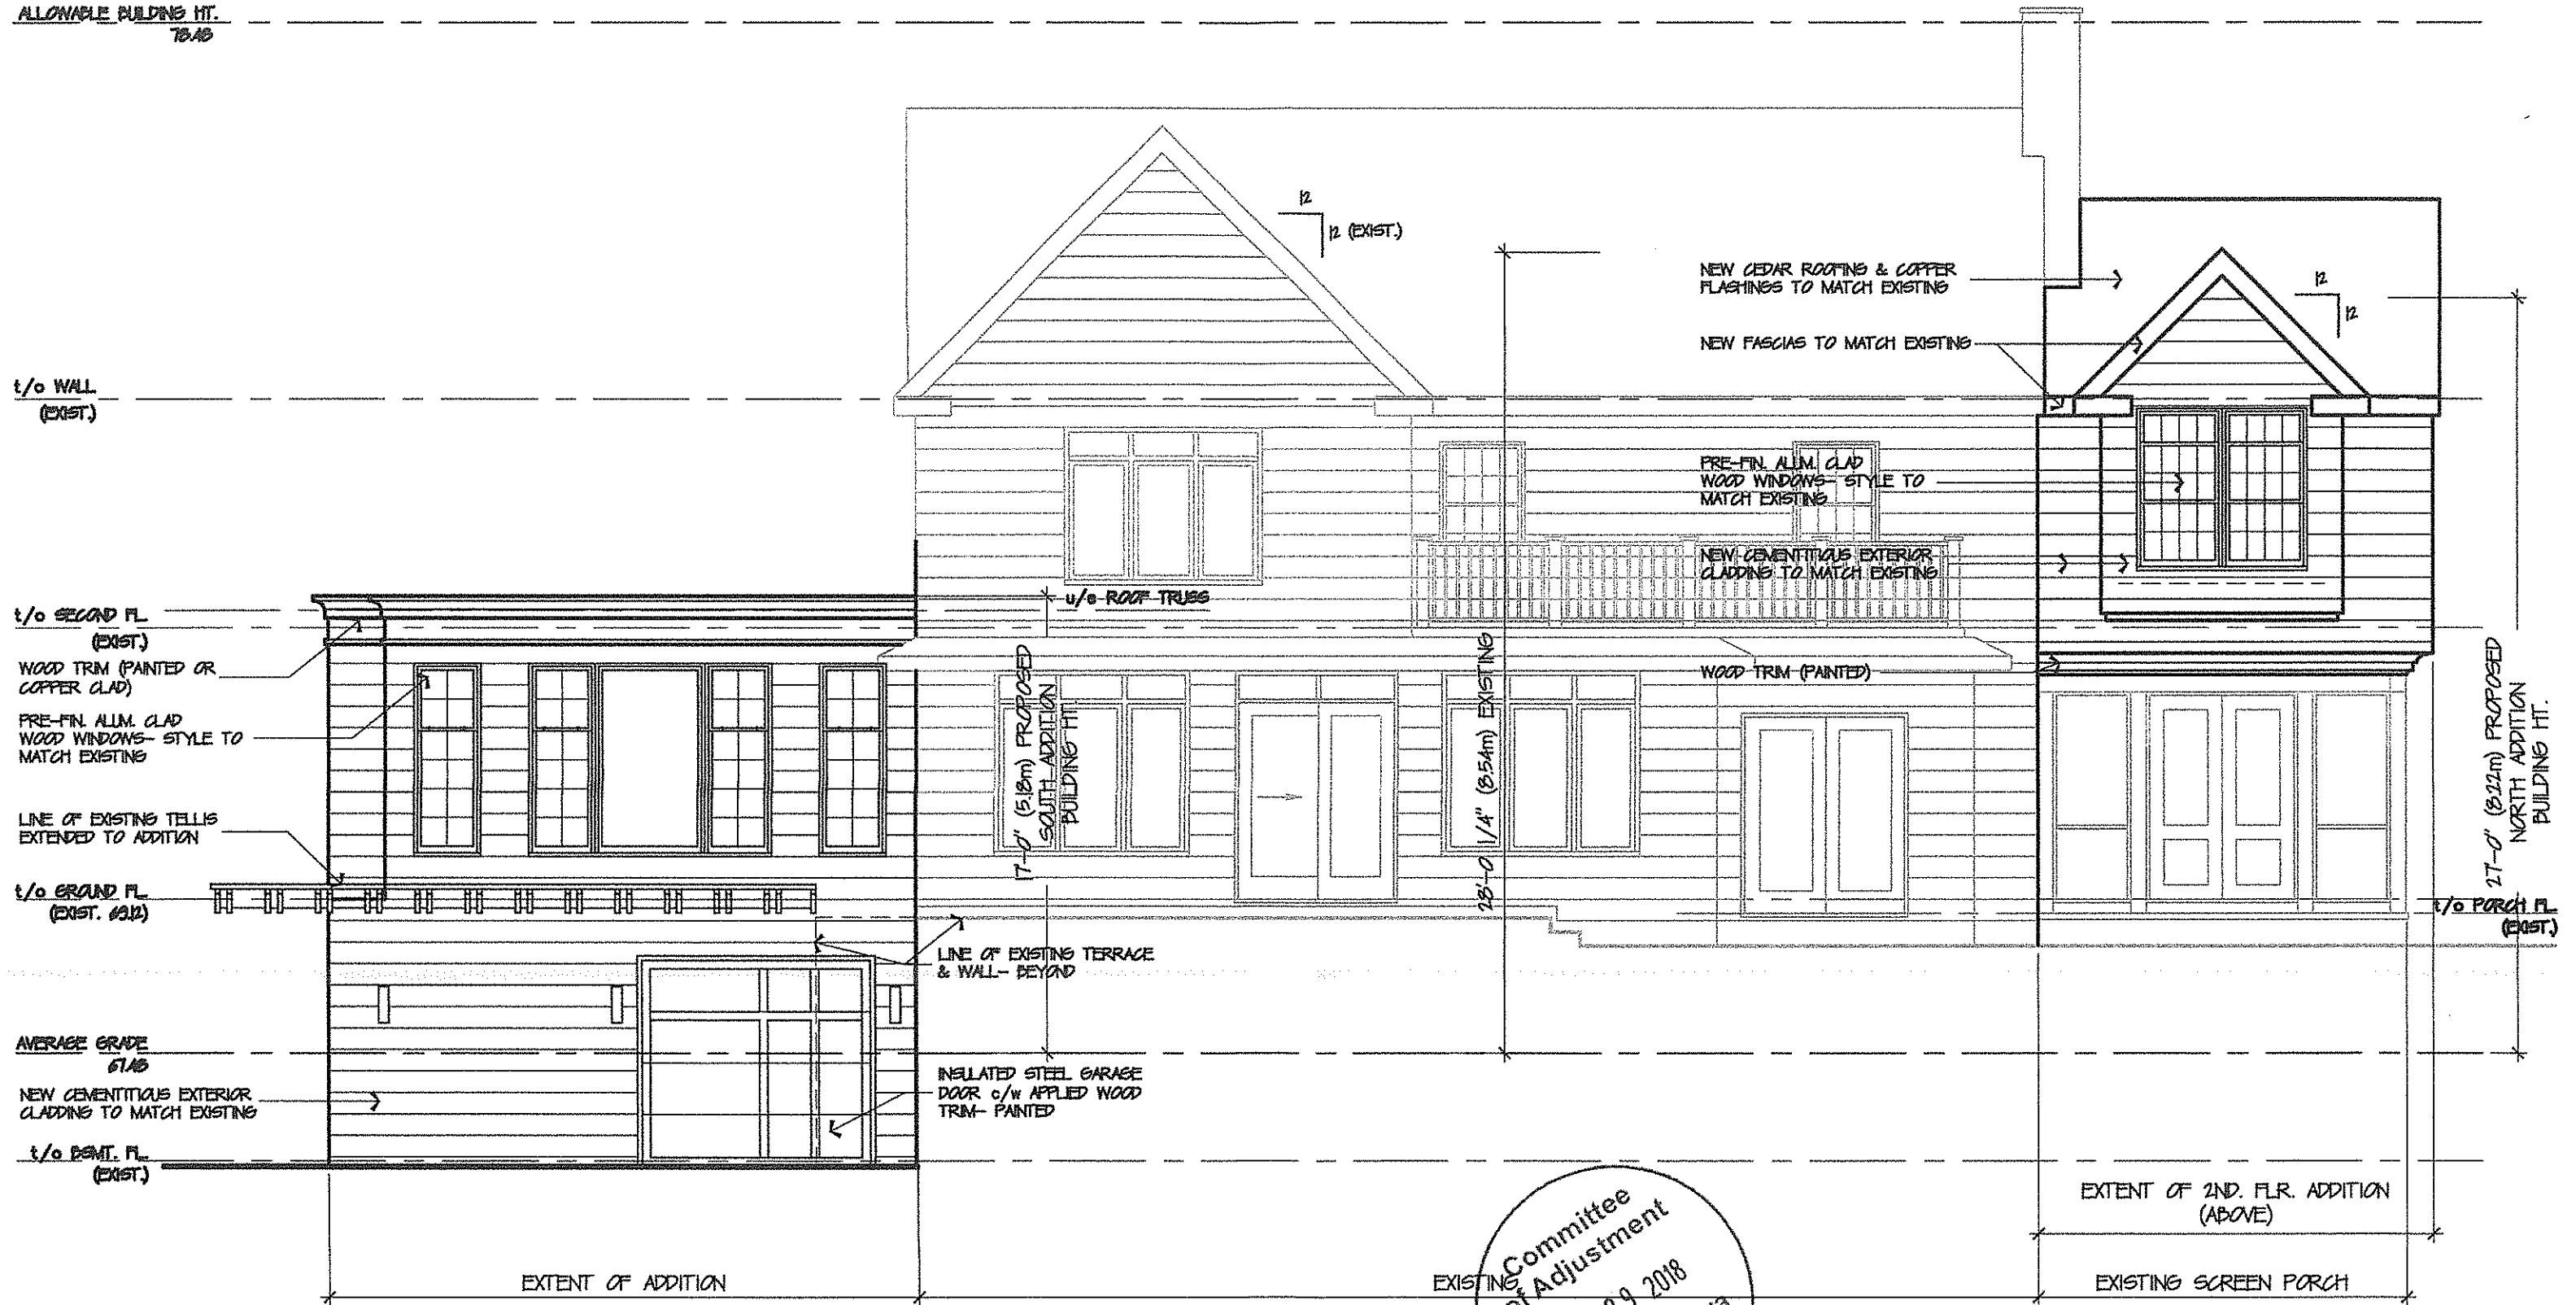 ALLOWABLE BUILDING HT.
78.48
12
12 (EXIST.)
NEW CEDAR ROOFING & COPPER
FLASHINGS TO MATCH EXISTING
12
12
NEW FASCIAS TO MATCH EXISTING
t/o WALL
(EXIST.)
PRE-FIN. ALUM. CLAD
WOOD WINDOWS- STYLE TO
MATCH EXISTING
NEW CEMENTITIOUS EXTERIOR
CLADDING TO MATCH EXISTING
u/s ROOF TRUSS
t/o SECOND FL.
(EXIST.)
WOOD TRIM (PAINTED OR
COPPER CLAD)
WOOD TRIM (PAINTED)
PRE-FIN. ALUM. CLAD
WOOD WINDOWS- STYLE TO
MATCH EXISTING
17'-0" (5.18m) PROPOSED
SOUTH ADDITION
BUILDING HT.
28'-0 1/4" (8.54m) EXISTING
27'-0" (8.22m) PROPOSED
NORTH ADDITION
BUILDING HT.
LINE OF EXISTING TELLIS
EXTENDED TO ADDITION
t/o GROUND FL.
(EXIST. 69.12)
t/o PORCH FL.
(EXIST.)
LINE OF EXISTING TERRACE
& WALL- BEYOND
AVERAGE GRADE
67.48
NEW CEMENTITIOUS EXTERIOR
CLADDING TO MATCH EXISTING
INSULATED STEEL GARAGE
DOOR c/w APPLIED WOOD
TRIM- PAINTED
t/o BSMT. FL.
(EXIST.)
EXTENT OF 2ND. FLR. ADDITION
(ABOVE)
EXTENT OF ADDITION
EXISTING
EXISTING SCREEN PORCH
Committee
of Adjustment
9 2018